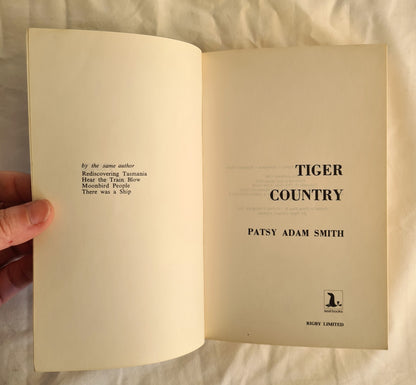 by the same author
Rediscovering Tasmania
Hear the Train Blow
Moonbird People
There was a Ship
TIGER
COUNTRY
PATSY ADAM SMITH
RIGBY LIMITED